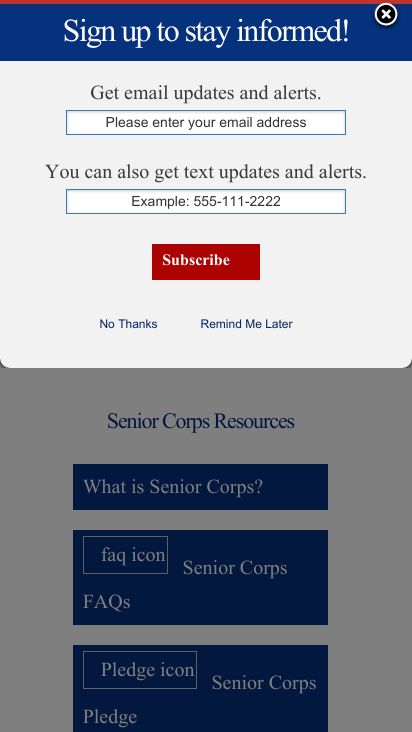 Sign up to stay informed!
Get email updates and alerts.
Please enter your email address
You can also get text updates and alerts.
Example: 555-111-2222
Subscribe
No Thanks Remind Me Later
Senior Corps Resources
What is Senior Corps?
faq icon Senior Corps
FAQs
Pledge icon Senior Corps
Pledge